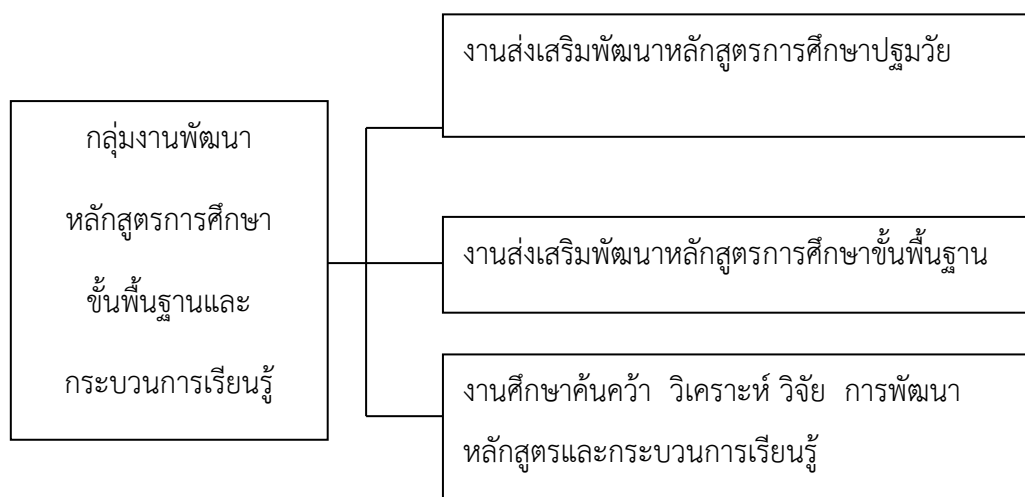 งานส่งเสริมพัฒนาหลักสูตรการศึกษาปฐมวัย
กลุ่มงานพัฒนา
หลักสูตรการศึกษา
ขั้นพื้นฐานและ
กระบวนการเรียนรู้
งานส่งเสริมพัฒนาหลักสูตรการศึกษาขั้นพื้นฐาน
งานศึกษาค้นคว้า วิเคราะห์ วิจัย การพัฒนา
หลักสูตรและกระบวนการเรียนรู้